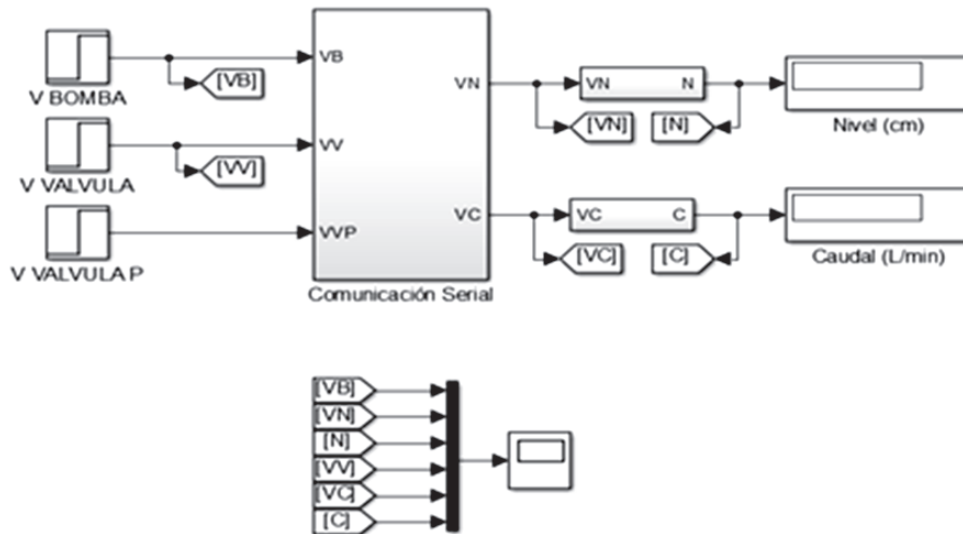 V BOMBA
[VB]
V VALVULA
[VV]
V VALVULA P
VB
VV
VVP
VN
VC
Comunicación Serial
VN N
[VN] [N]
Nivel (cm)
VC C
[VC] [C]
Caudal (L/min)
[VB]
[VN]
[N]
[VV]
[VC]
[C]